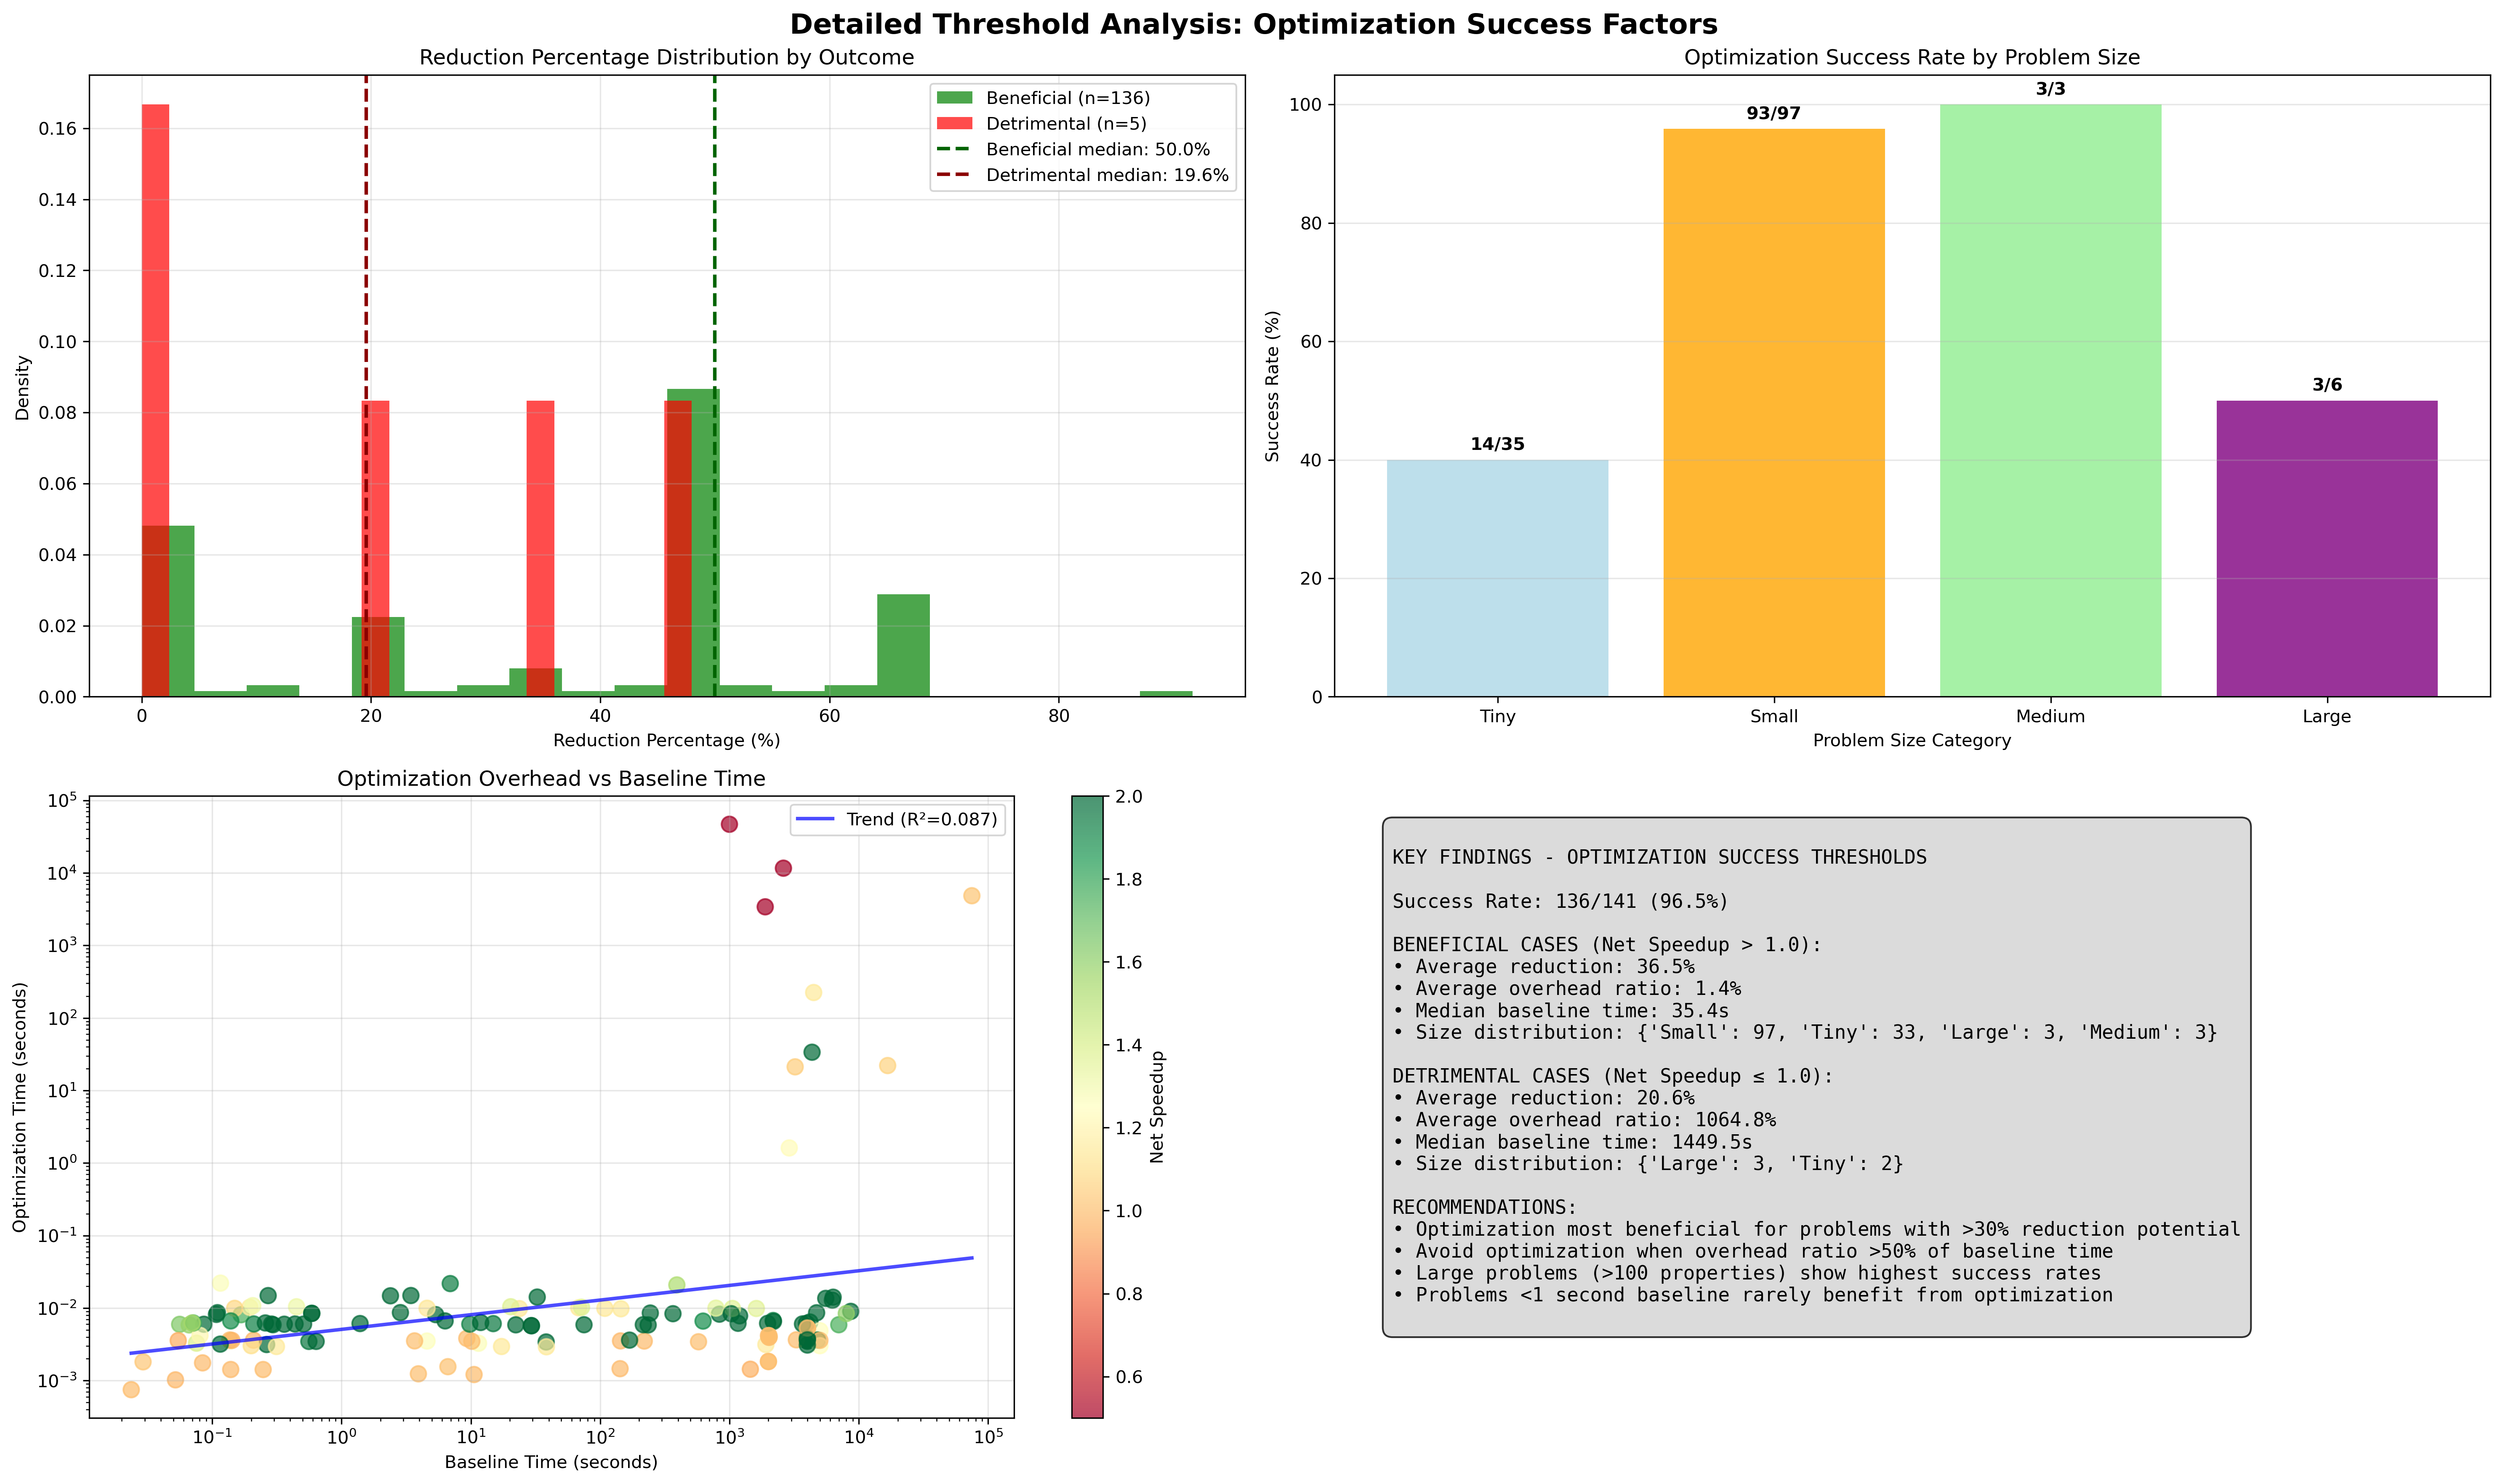 Detailed Threshold Analysis: Optimization Success Factors
Reduction Percentage Distribution by Outcome
Density
0.16
0.14
0.12
0.10
0.08
0.06
0.04
0.02
0.00
Beneficial (n=136)
Detrimental (n=5)
Beneficial median: 50.0%
Detrimental median: 19.6%
0 20 40 60 80
Reduction Percentage (%)
Optimization Success Rate by Problem Size
Success Rate (%)
100
80
60
40
20
0
14/35
93/97
3/3
3/6
Tiny Small Medium Large
Problem Size Category
Optimization Overhead vs Baseline Time
Optimization Time (seconds)
10⁵
10⁴
10³
10²
10¹
10⁰
10⁻¹
10⁻²
10⁻³
Trend (R²=0.087)
10⁻¹ 10⁰ 10¹ 10² 10³ 10⁴ 10⁵
Baseline Time (seconds)
2.0
1.8
1.6
1.4
1.2
1.0
0.8
0.6
Net Speedup
KEY FINDINGS - OPTIMIZATION SUCCESS THRESHOLDS
Success Rate: 136/141 (96.5%)
BENEFICIAL CASES (Net Speedup > 1.0):
• Average reduction: 36.5%
• Average overhead ratio: 1.4%
• Median baseline time: 35.4s
• Size distribution: {'Small': 97, 'Tiny': 33, 'Large': 3, 'Medium': 3}
DETRIMENTAL CASES (Net Speedup ≤ 1.0):
• Average reduction: 20.6%
• Average overhead ratio: 1064.8%
• Median baseline time: 1449.5s
• Size distribution: {'Large': 3, 'Tiny': 2}
RECOMMENDATIONS:
• Optimization most beneficial for problems with >30% reduction potential
• Avoid optimization when overhead ratio >50% of baseline time
• Large problems (>100 properties) show highest success rates
• Problems <1 second baseline rarely benefit from optimization